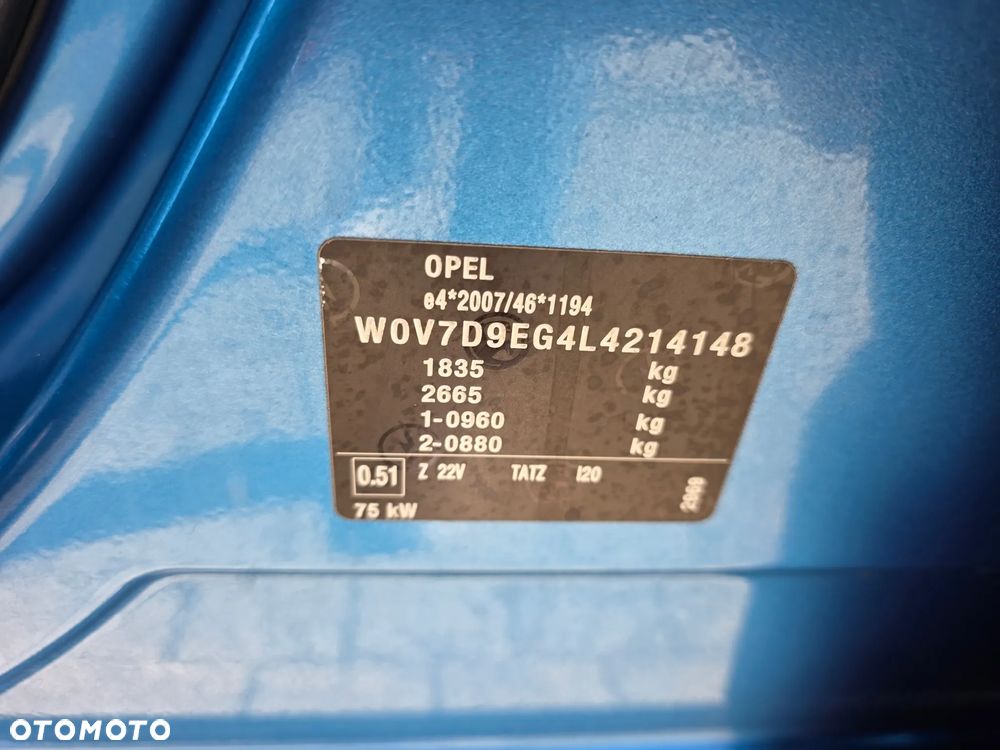 OPEL
e4*2007/46*1194
W0V7D9EG4L4214148
1835 kg
2665 kg
1-0960 kg
2-0880 kg
0.51 Z 22V TATZ I20
75 kW
OTOMOTO